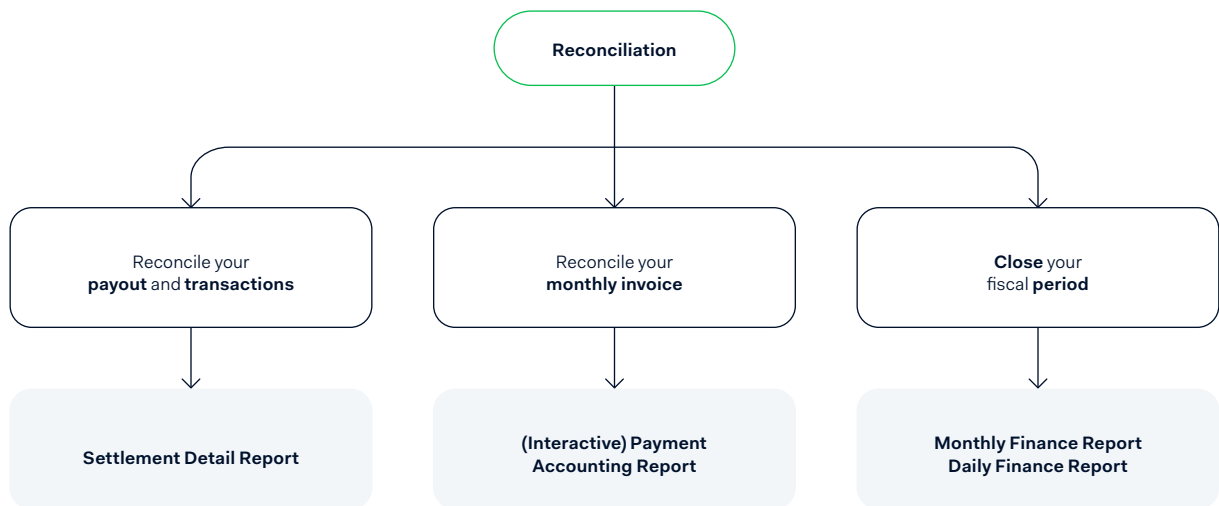 Reconciliation
Reconcile your
payout and transactions
Reconcile your
monthly invoice
Close your
fiscal period
Settlement Detail Report
(Interactive) Payment
Accounting Report
Monthly Finance Report
Daily Finance Report